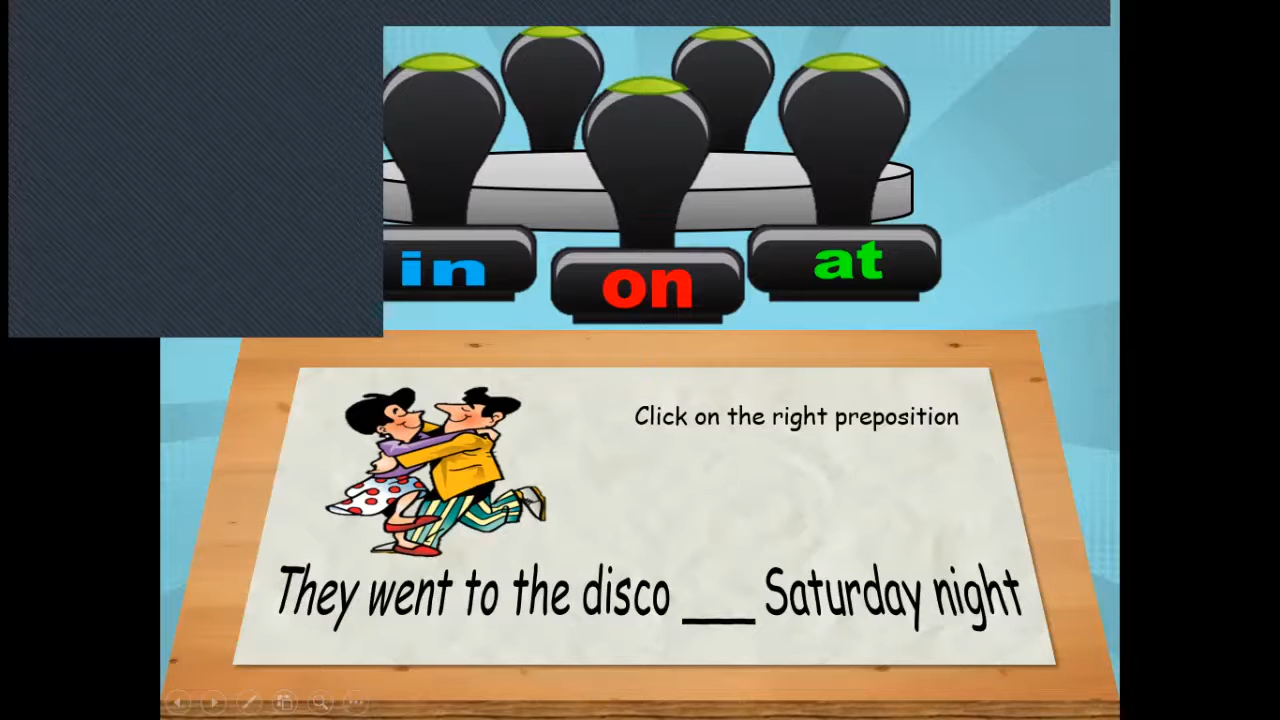 in
on
at
Click on the right preposition
They went to the disco ___ Saturday night